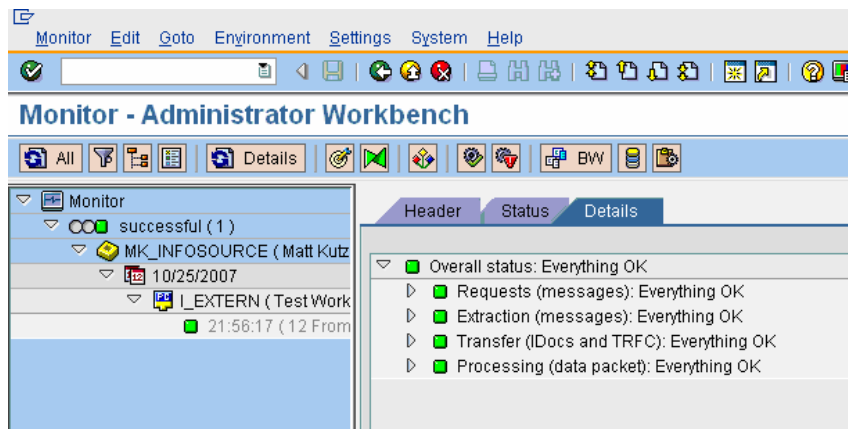 Monitor Edit Goto Environment Settings System Help
Monitor - Administrator Workbench
All Details BW
Monitor
successful ( 1 )
MK_INFOSOURCE ( Matt Kutz
10/25/2007
I_EXTERN ( Test Work
21:56:17 ( 12 From
Header Status Details
Overall status: Everything OK
Requests (messages): Everything OK
Extraction (messages): Everything OK
Transfer (IDocs and TRFC): Everything OK
Processing (data packet): Everything OK